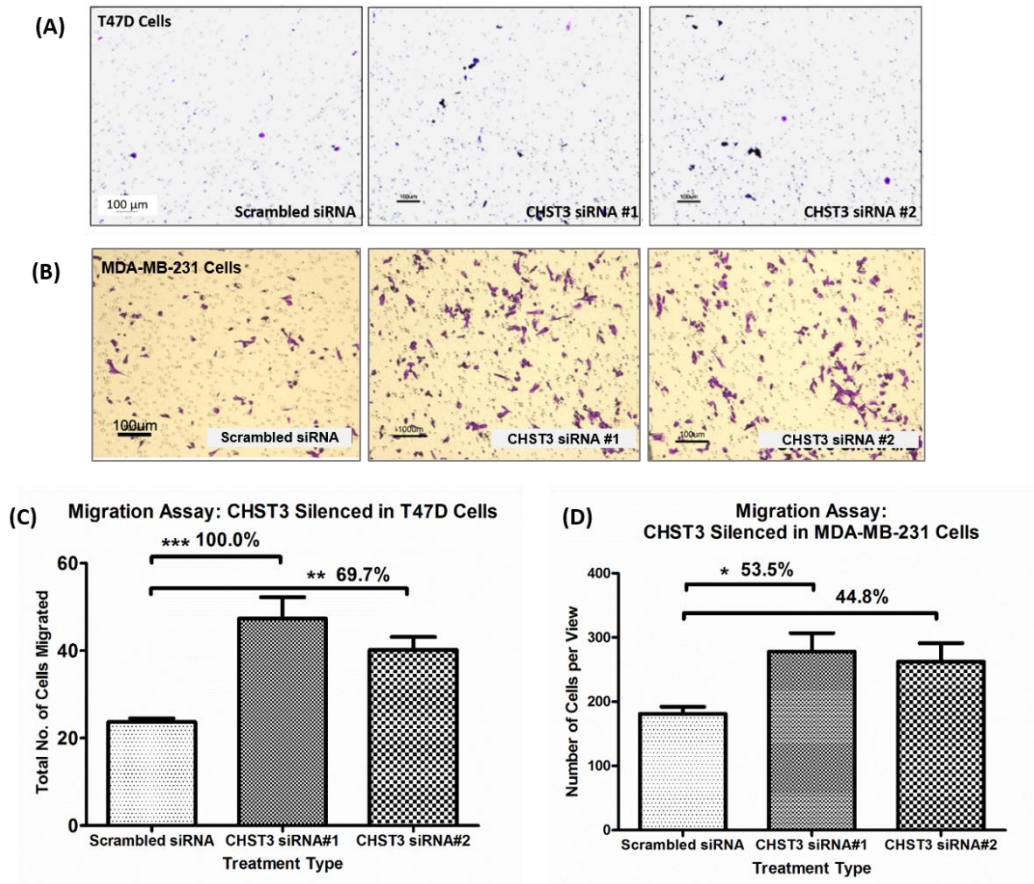 (A)
T47D Cells
100 µm
Scrambled siRNA
100um
CHST3 siRNA #1
100um
CHST3 siRNA #2
(B)
MDA-MB-231 Cells
100um
Scrambled siRNA
1000um
CHST3 siRNA #1
100um
CHST3 siRNA #2
(C)
Migration Assay: CHST3 Silenced in T47D Cells
*** 100.0%
** 69.7%
60
40
20
0
Total No. of Cells Migrated
Scrambled siRNA
CHST3 siRNA#1
CHST3 siRNA#2
Treatment Type
(D)
Migration Assay:
CHST3 Silenced in MDA-MB-231 Cells
* 53.5%
44.8%
400
300
200
100
0
Number of Cells per View
Scrambled siRNA
CHST3 siRNA#1
CHST3 siRNA#2
Treatment Type